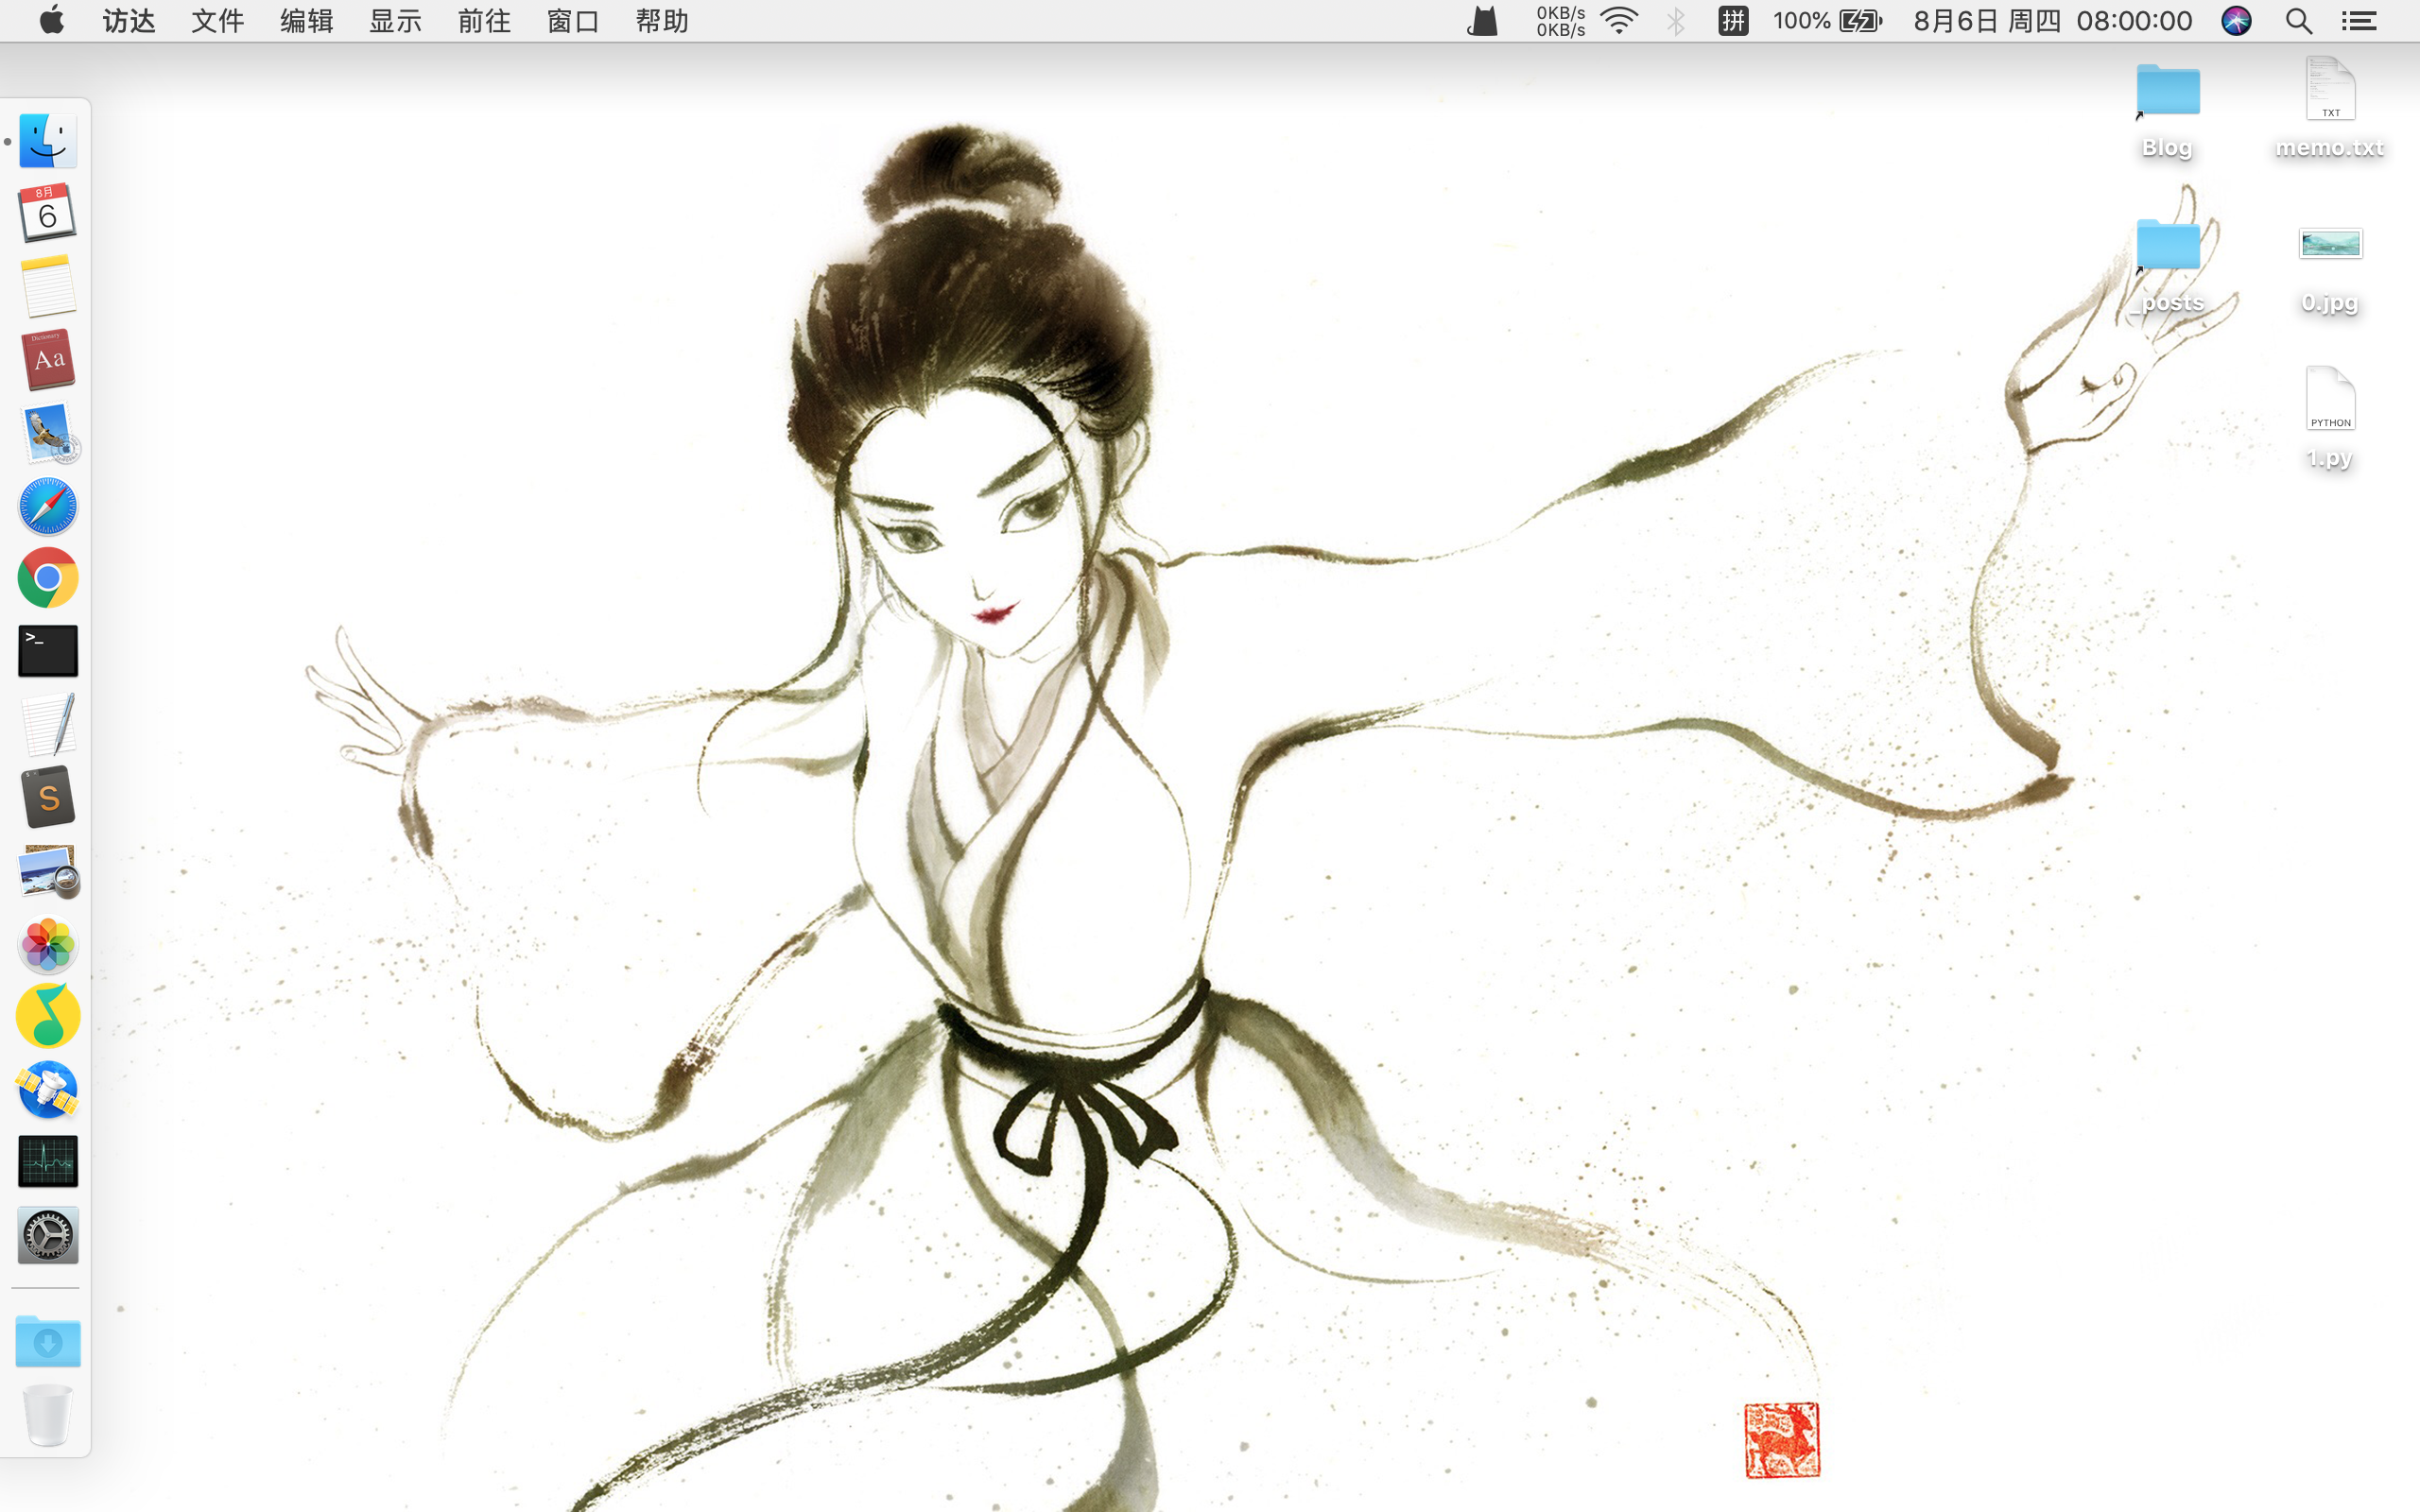 访达 文件 编辑 显示 前往 窗口 帮助
0KB/s
0KB/s
拼 100% 8月6日 周四 08:00:00
Blog
TXT
memo.txt
_posts
0.jpg
PYTHON
1.py
8月
6
Dictionary
Aa
>_
S